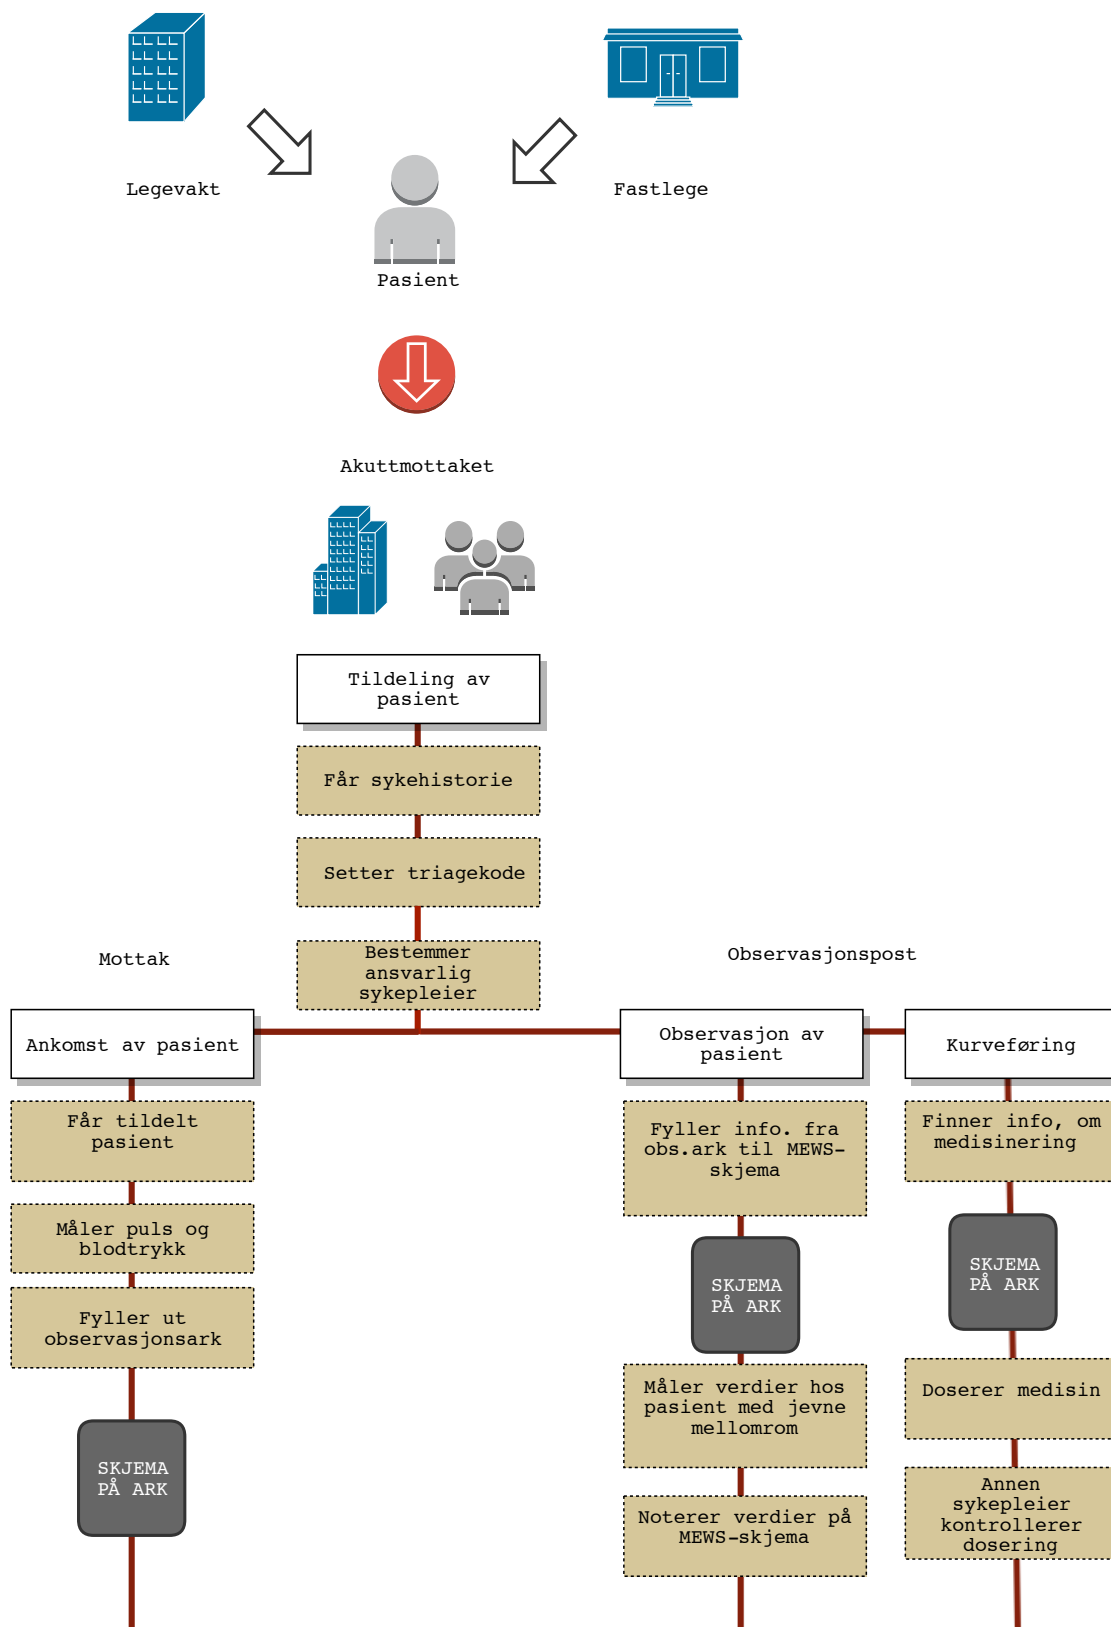 Legevakt
Fastlege
Pasient
Akuttmottaket
Tildeling av
pasient
Får sykehistorie
Setter triagekode
Bestemmer
ansvarlig
sykepleier
Mottak
Observasjonspost
Ankomst av pasient
Får tildelt
pasient
Måler puls og
blodtrykk
Fyller ut
observasjonsark
SKJEMA
PÅ ARK
Observasjon av
pasient
Fyller info. fra
obs.ark til MEWS-
skjema
SKJEMA
PÅ ARK
Måler verdier hos
pasient med jevne
mellomrom
Noterer verdier på
MEWS-skjema
Kurveføring
Finner info, om
medisinering
SKJEMA
PÅ ARK
Doserer medisin
Annen
sykepleier
kontrollerer
dosering